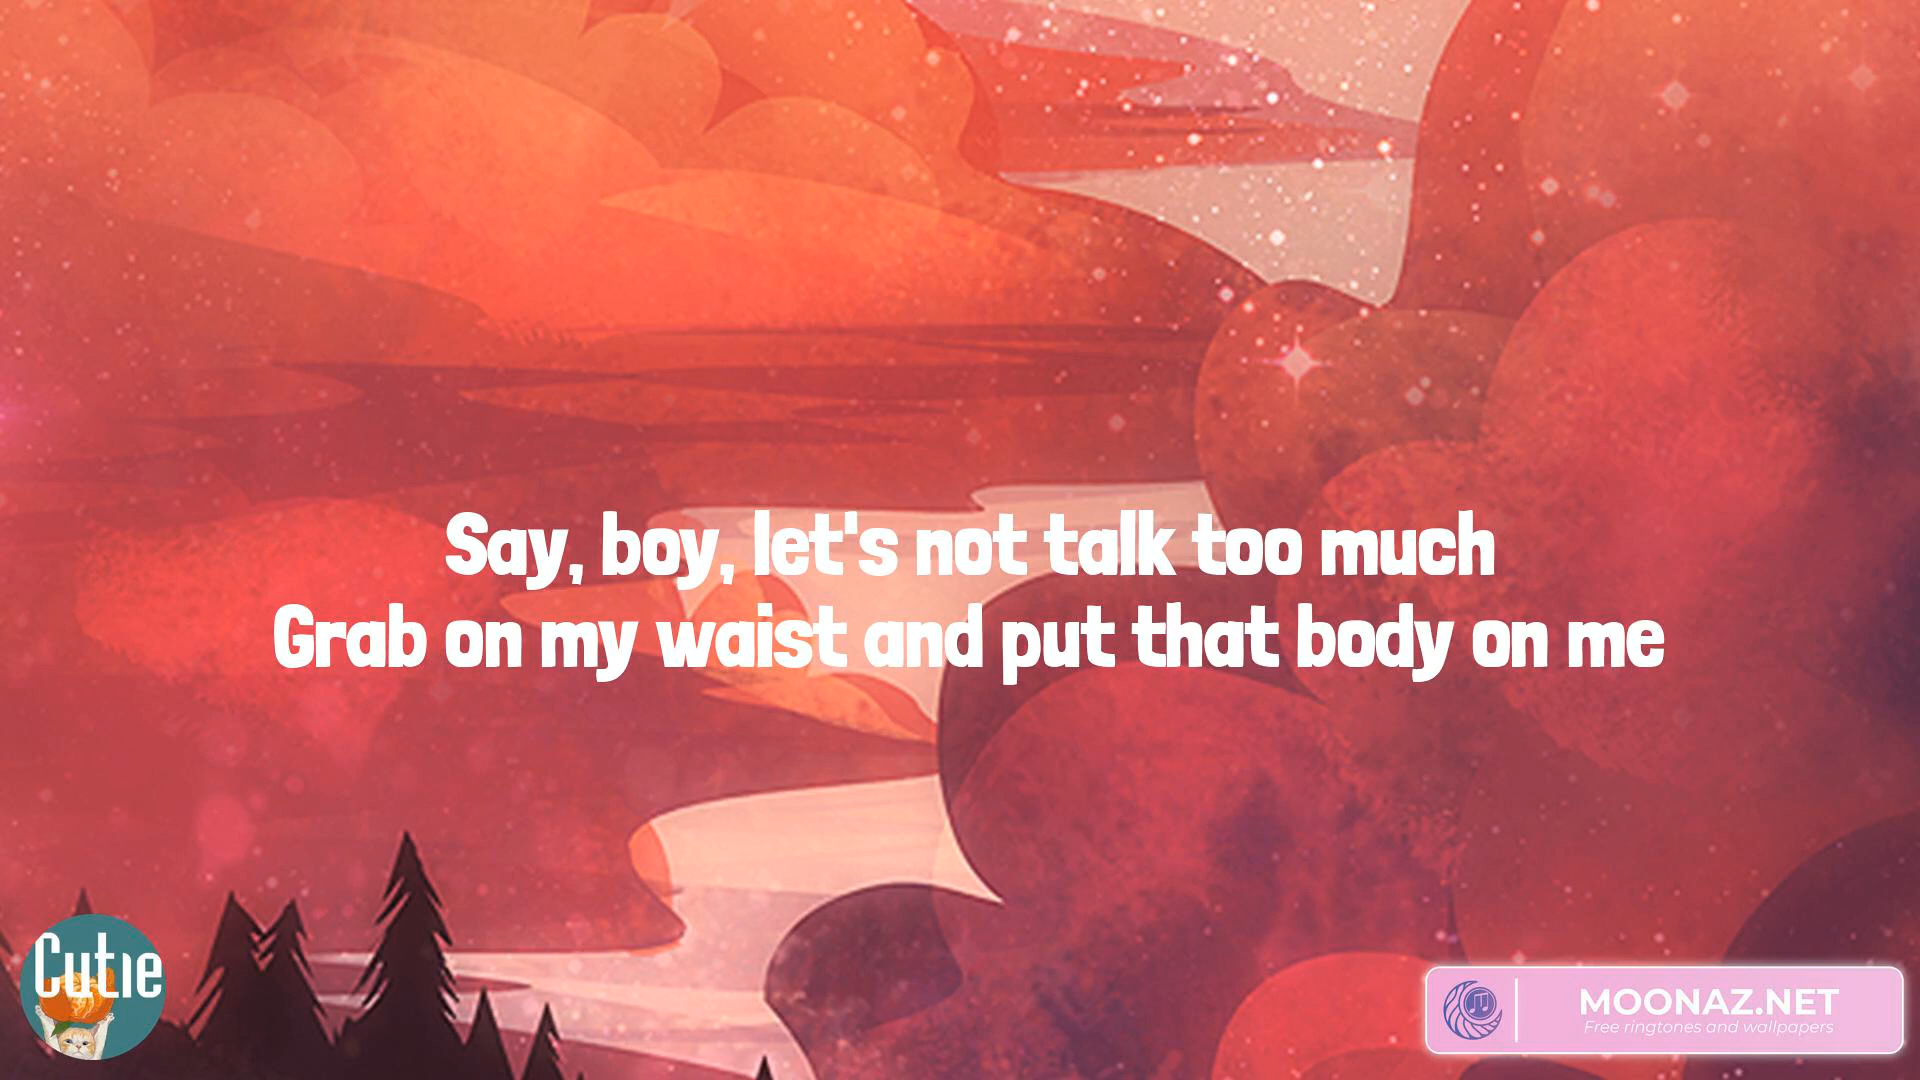 Say, boy, let's not talk too much
Grab on my waist and put that body on me
Cutie
MOONAZ.NET
Free ringtones and wallpapers